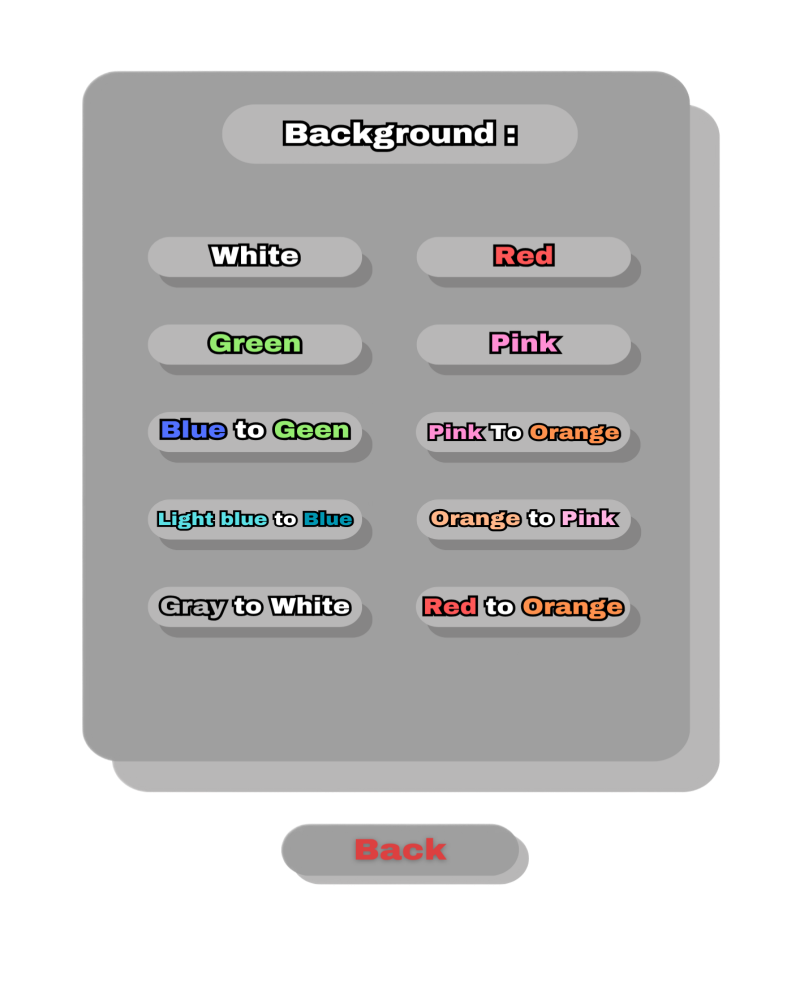 Background :
White
Red
Green
Pink
Blue to Geen
Pink To Orange
Light blue to Blue
Orange to Pink
Gray to White
Red to Orange
Back